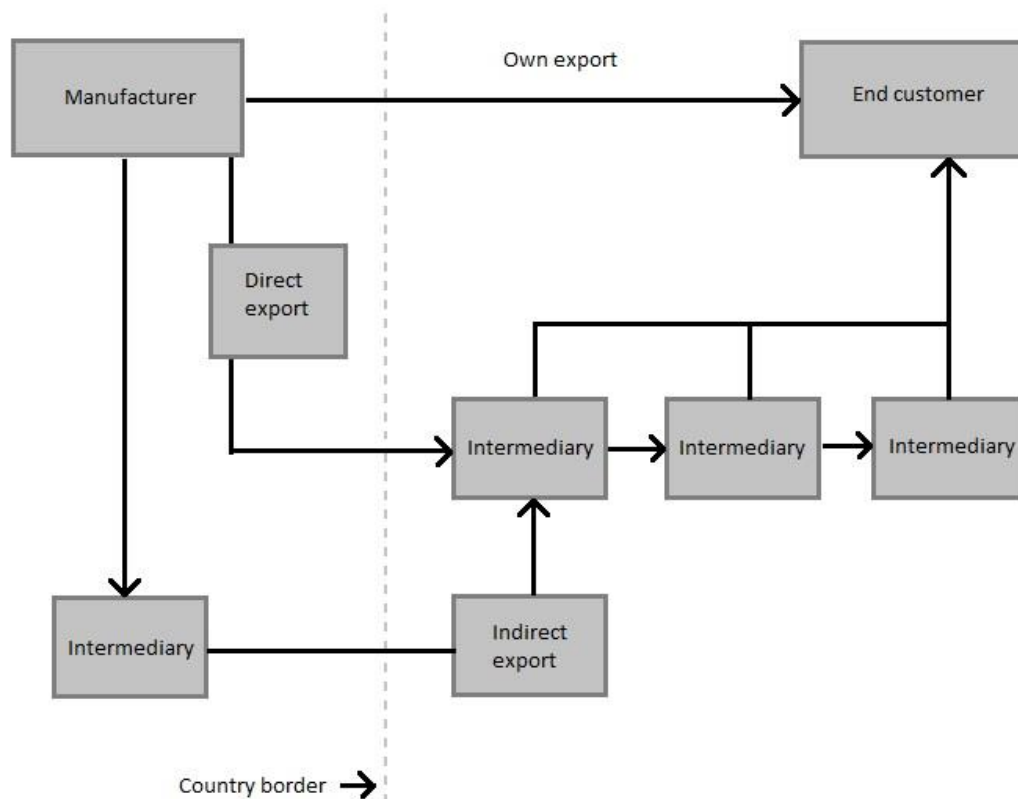 Own export
Manufacturer
End customer
Direct
export
Intermediary
Intermediary
Intermediary
Intermediary
Indirect
export
Country border